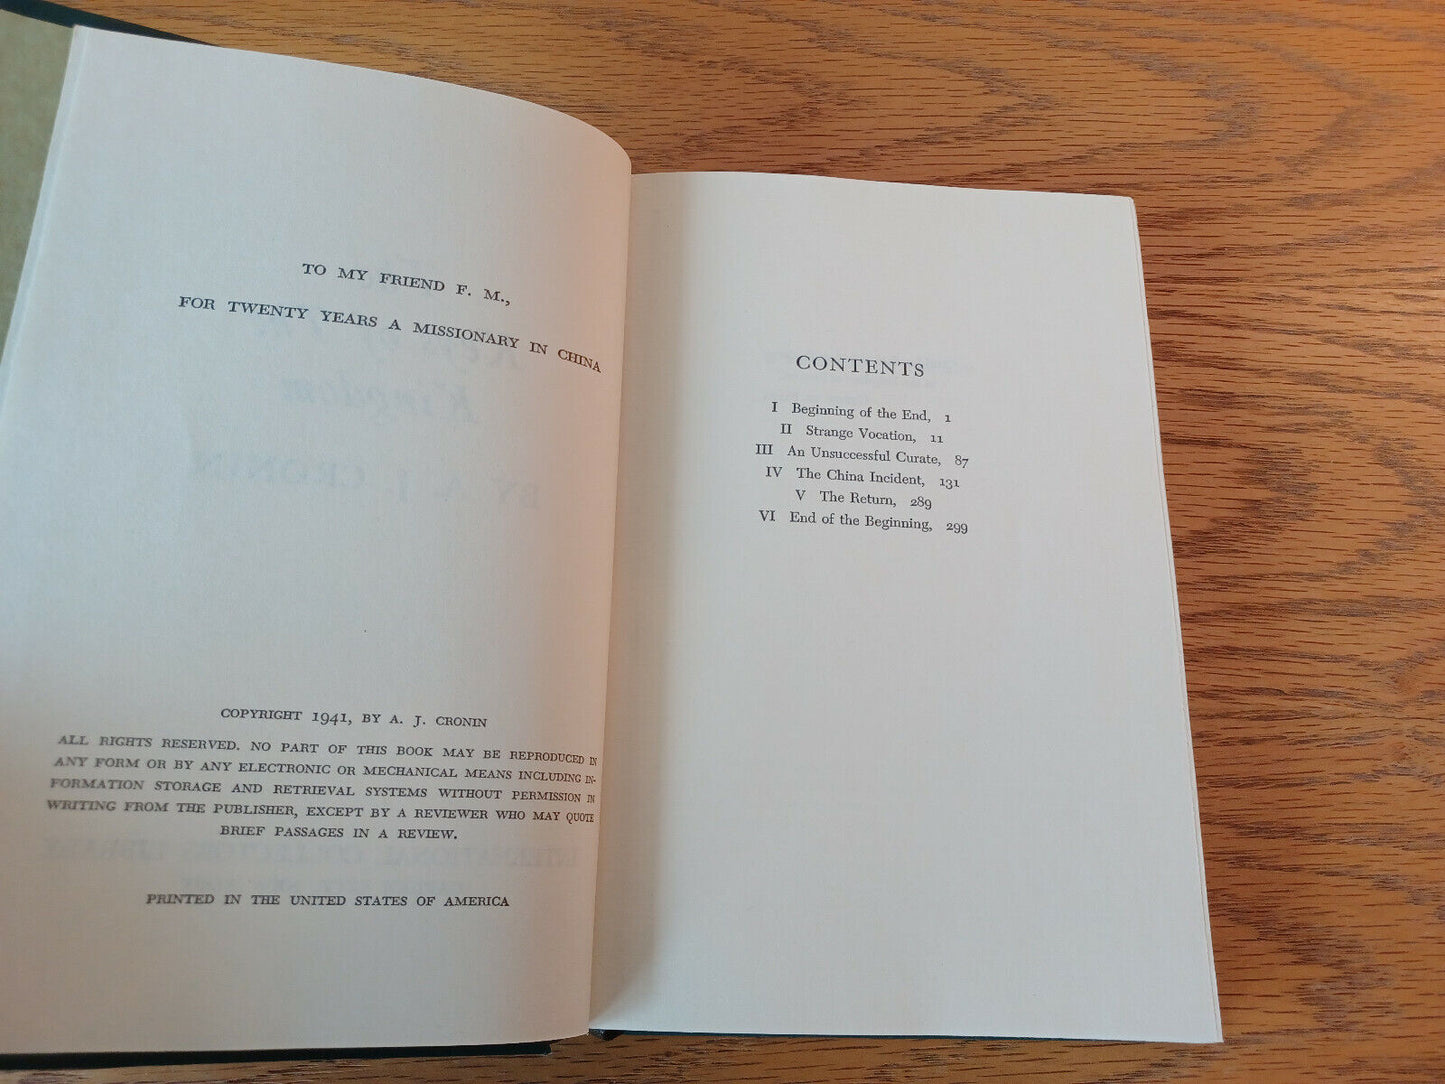 TO MY FRIEND F. M.,
FOR TWENTY YEARS A MISSIONARY IN CHINA
COPYRIGHT 1941, BY A. J. CRONIN
ALL RIGHTS RESERVED. NO PART OF THIS BOOK MAY BE REPRODUCED IN
ANY FORM OR BY ANY ELECTRONIC OR MECHANICAL MEANS INCLUDING IN-
FORMATION STORAGE AND RETRIEVAL SYSTEMS WITHOUT PERMISSION IN
WRITING FROM THE PUBLISHER, EXCEPT BY A REVIEWER WHO MAY QUOTE
BRIEF PASSAGES IN A REVIEW.
PRINTED IN THE UNITED STATES OF AMERICA
CONTENTS
I Beginning of the End, 1
II Strange Vocation, 11
III An Unsuccessful Curate, 87
IV The China Incident, 131
V The Return, 289
VI End of the Beginning, 299